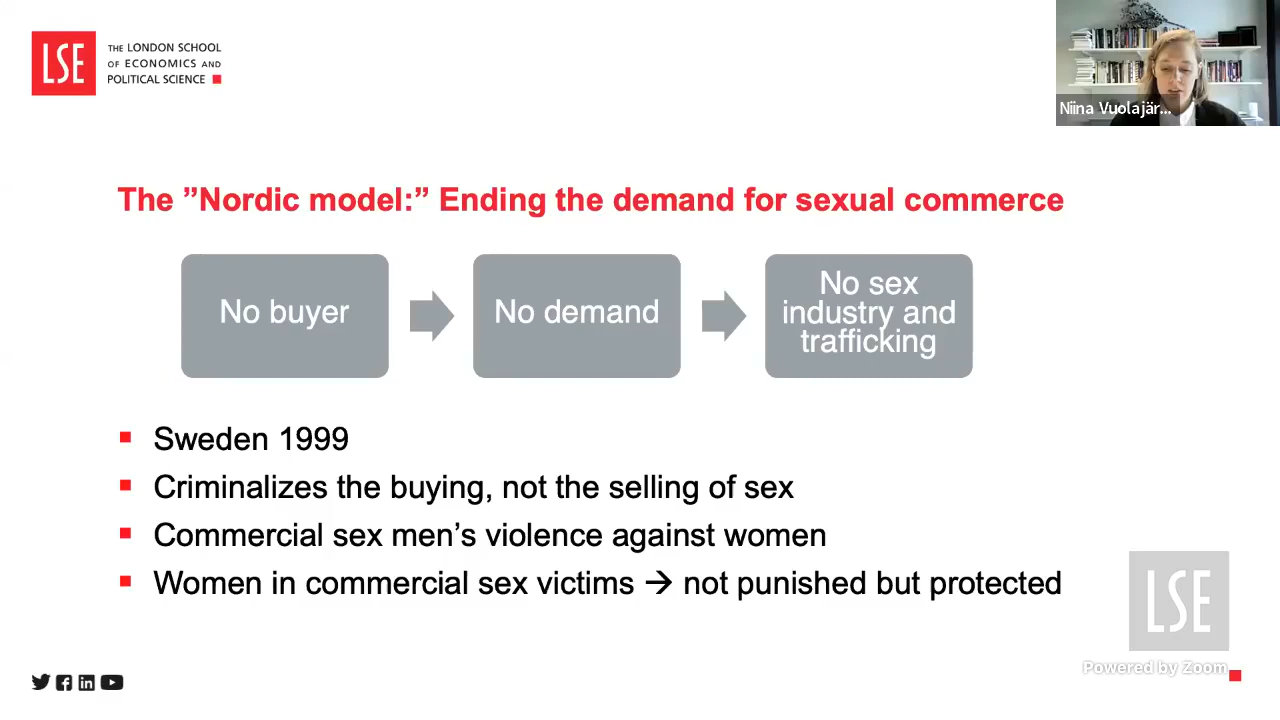 LSE
THE LONDON SCHOOL
OF ECONOMICS AND
POLITICAL SCIENCE
Niina Vuolajär...
The ”Nordic model:” Ending the demand for sexual commerce
No buyer
No demand
No sex
industry and
trafficking
Sweden 1999
Criminalizes the buying, not the selling of sex
Commercial sex men’s violence against women
Women in commercial sex victims → not punished but protected
LSE
Powered by Zoom